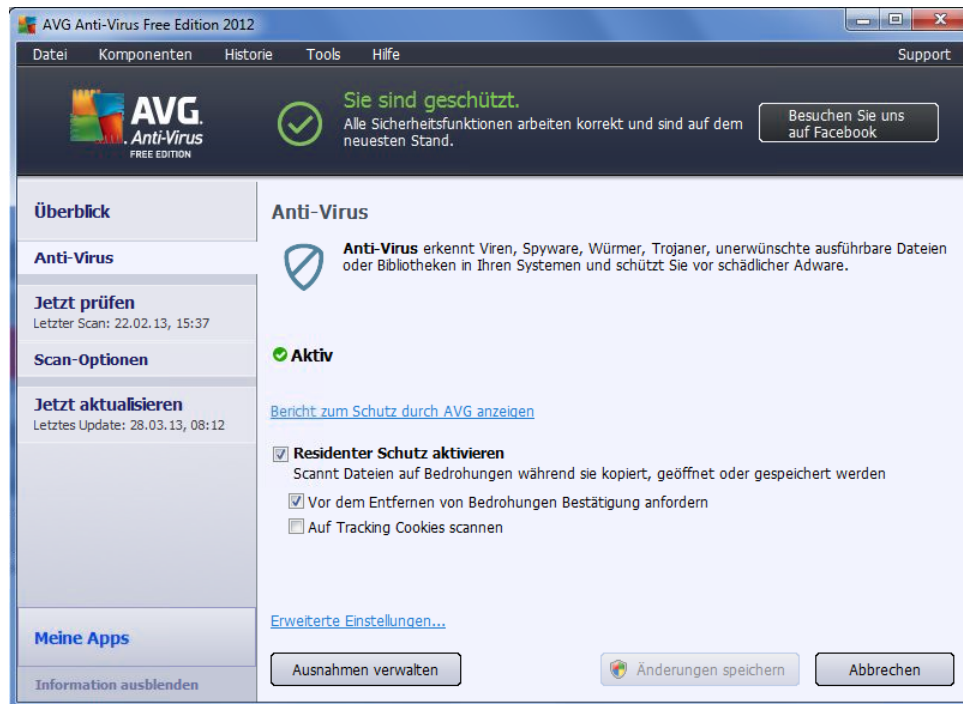 AVG Anti-Virus Free Edition 2012
Datei Komponenten Historie Tools Hilfe Support
AVG.
Anti-Virus
FREE EDITION
Sie sind geschützt.
Alle Sicherheitsfunktionen arbeiten korrekt und sind auf dem
neuesten Stand.
Besuchen Sie uns
auf Facebook
Überblick
Anti-Virus
Jetzt prüfen
Letzter Scan: 22.02.13, 15:37
Scan-Optionen
Jetzt aktualisieren
Letztes Update: 28.03.13, 08:12
Meine Apps
Information ausblenden
Anti-Virus
Anti-Virus erkennt Viren, Spyware, Würmer, Trojaner, unerwünschte ausführbare Dateien
oder Bibliotheken in Ihren Systemen und schützt Sie vor schädlicher Adware.
Aktiv
Bericht zum Schutz durch AVG anzeigen
Residenter Schutz aktivieren
Scannt Dateien auf Bedrohungen während sie kopiert, geöffnet oder gespeichert werden
Vor dem Entfernen von Bedrohungen Bestätigung anfordern
Auf Tracking Cookies scannen
Erweiterte Einstellungen...
Ausnahmen verwalten
Änderungen speichern
Abbrechen